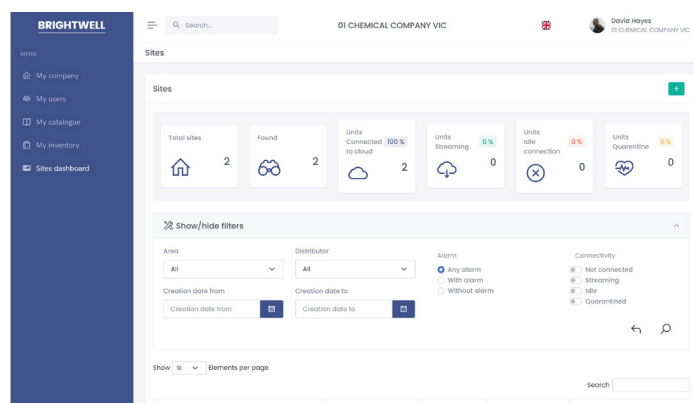 BRIGHTWELL
Search...
01 CHEMICAL COMPANY VIC
David Hayes
01 CHEMICAL COMPANY VIC
MENU
My company
My users
My catalogue
My inventory
Sites dashboard
Sites
Sites
+
Total sites
2
Found
2
Units
Connected 100 %
to cloud
2
Units
Streaming 0 %
0
Units
Idle 0 %
connection
0
Units
Quarentine 0 %
0
Show/hide filters
Area
All
Distributor
All
Creation date from
Creation date from
Creation date to
Creation date to
Alarm
Any alarm
With alarm
Without alarm
Connectivity
Not connected
Streaming
Idle
Quarantined
Show 10 Elements per page
Search